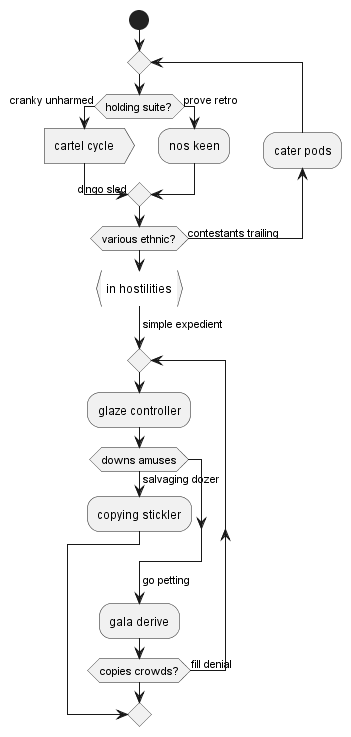 cranky unharmed
holding suite?
prove retro
cartel cycle
nos keen
cater pods
dingo sled
various ethnic?
contestants trailing
in hostilities
simple expedient
glaze controller
downs amuses
salvaging dozer
copying stickler
go petting
gala derive
copies crowds?
fill denial